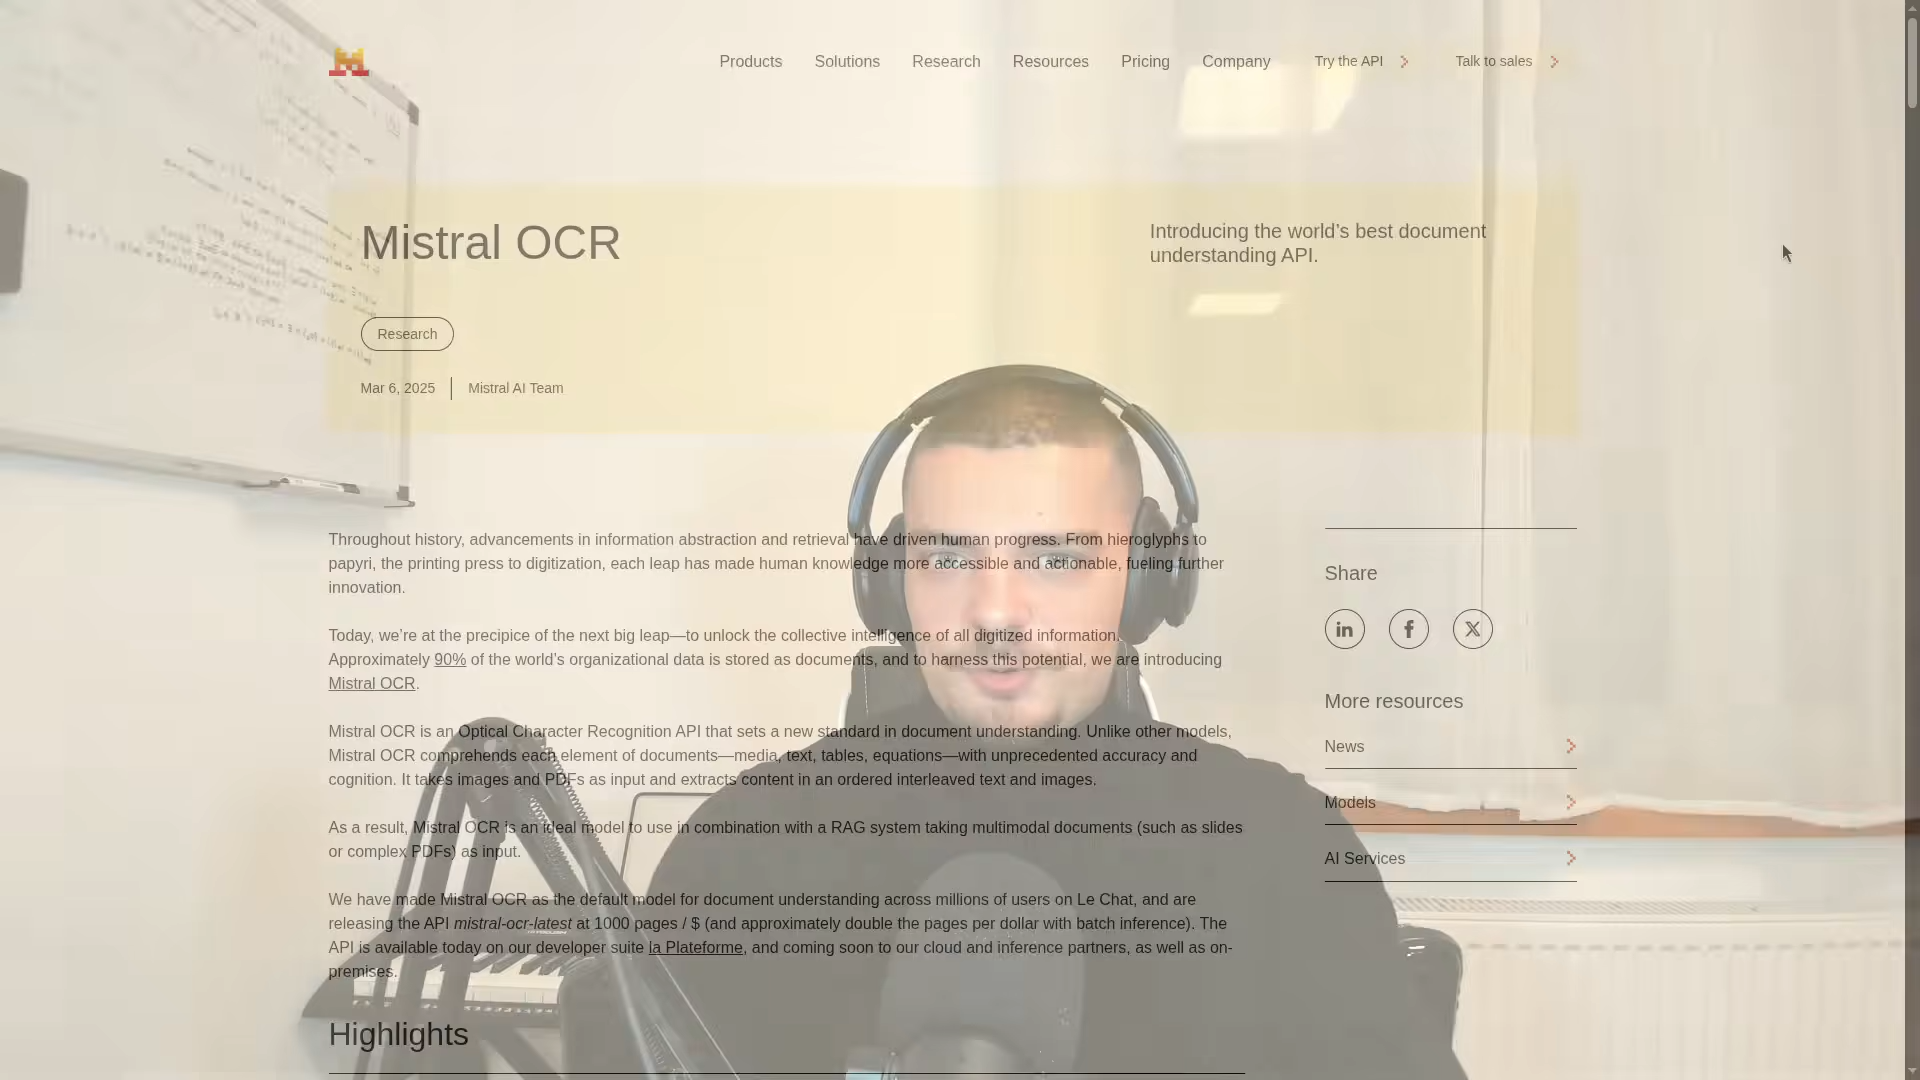 Products Solutions Research Resources Pricing Company Try the API Talk to sales
Mistral OCR
Introducing the world's best document
understanding API.
Research
Mar 6, 2025 Mistral AI Team
Throughout history, advancements in information abstraction and retrieval have driven human progress. From hieroglyphs to
papyri, the printing press to digitization, each leap has made human knowledge more accessible and actionable, fueling further
innovation.
Today, we're at the precipice of the next big leap—to unlock the collective intelligence of all digitized information.
Approximately 90% of the world's organizational data is stored as documents, and to harness this potential, we are introducing
Mistral OCR.
Mistral OCR is an Optical Character Recognition API that sets a new standard in document understanding. Unlike other models,
Mistral OCR comprehends each element of documents—media, text, tables, equations—with unprecedented accuracy and
cognition. It takes images and PDFs as input and extracts content in an ordered interleaved text and images.
As a result, Mistral OCR is an ideal model to use in combination with a RAG system taking multimodal documents (such as slides
or complex PDFs) as input.
We have made Mistral OCR as the default model for document understanding across millions of users on Le Chat, and are
releasing the API mistral-ocr-latest at 1000 pages / $ (and approximately double the pages per dollar with batch inference). The
API is available today on our developer suite la Plateforme, and coming soon to our cloud and inference partners, as well as on-
premises.
Highlights
Share
More resources
News
Models
AI Services